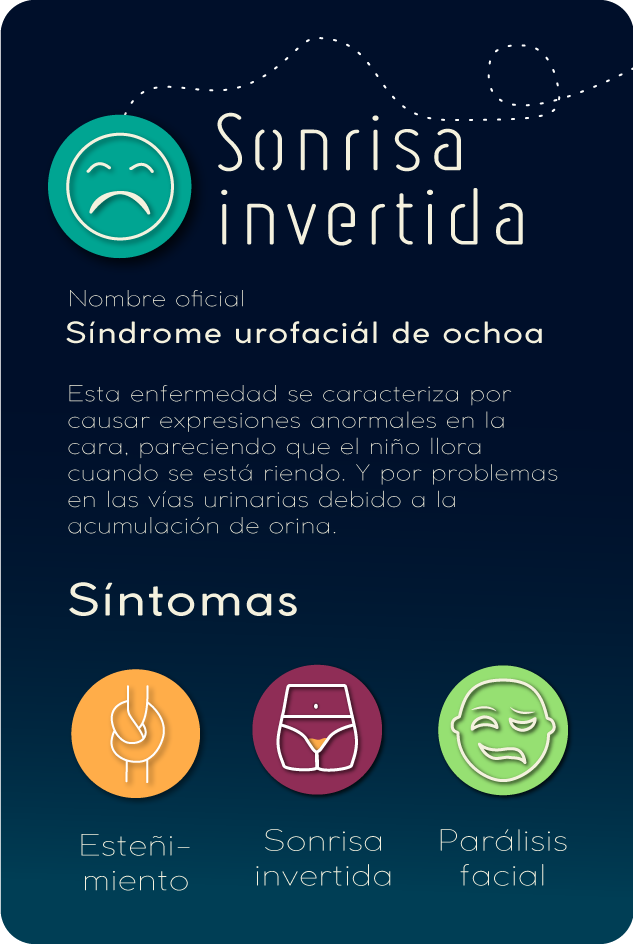 Sonrisa
invertida
Nombre oficial
Síndrome urofaciál de ochoa
Esta enfermedad se caracteriza por
causar expresiones anormales en la
cara, pareciendo que el niño llora
cuando se está riendo. Y por problemas
en las vías urinarias debido a la
acumulación de orina.
Síntomas
Esteñi-
miento
Sonrisa
invertida
Parálisis
facial